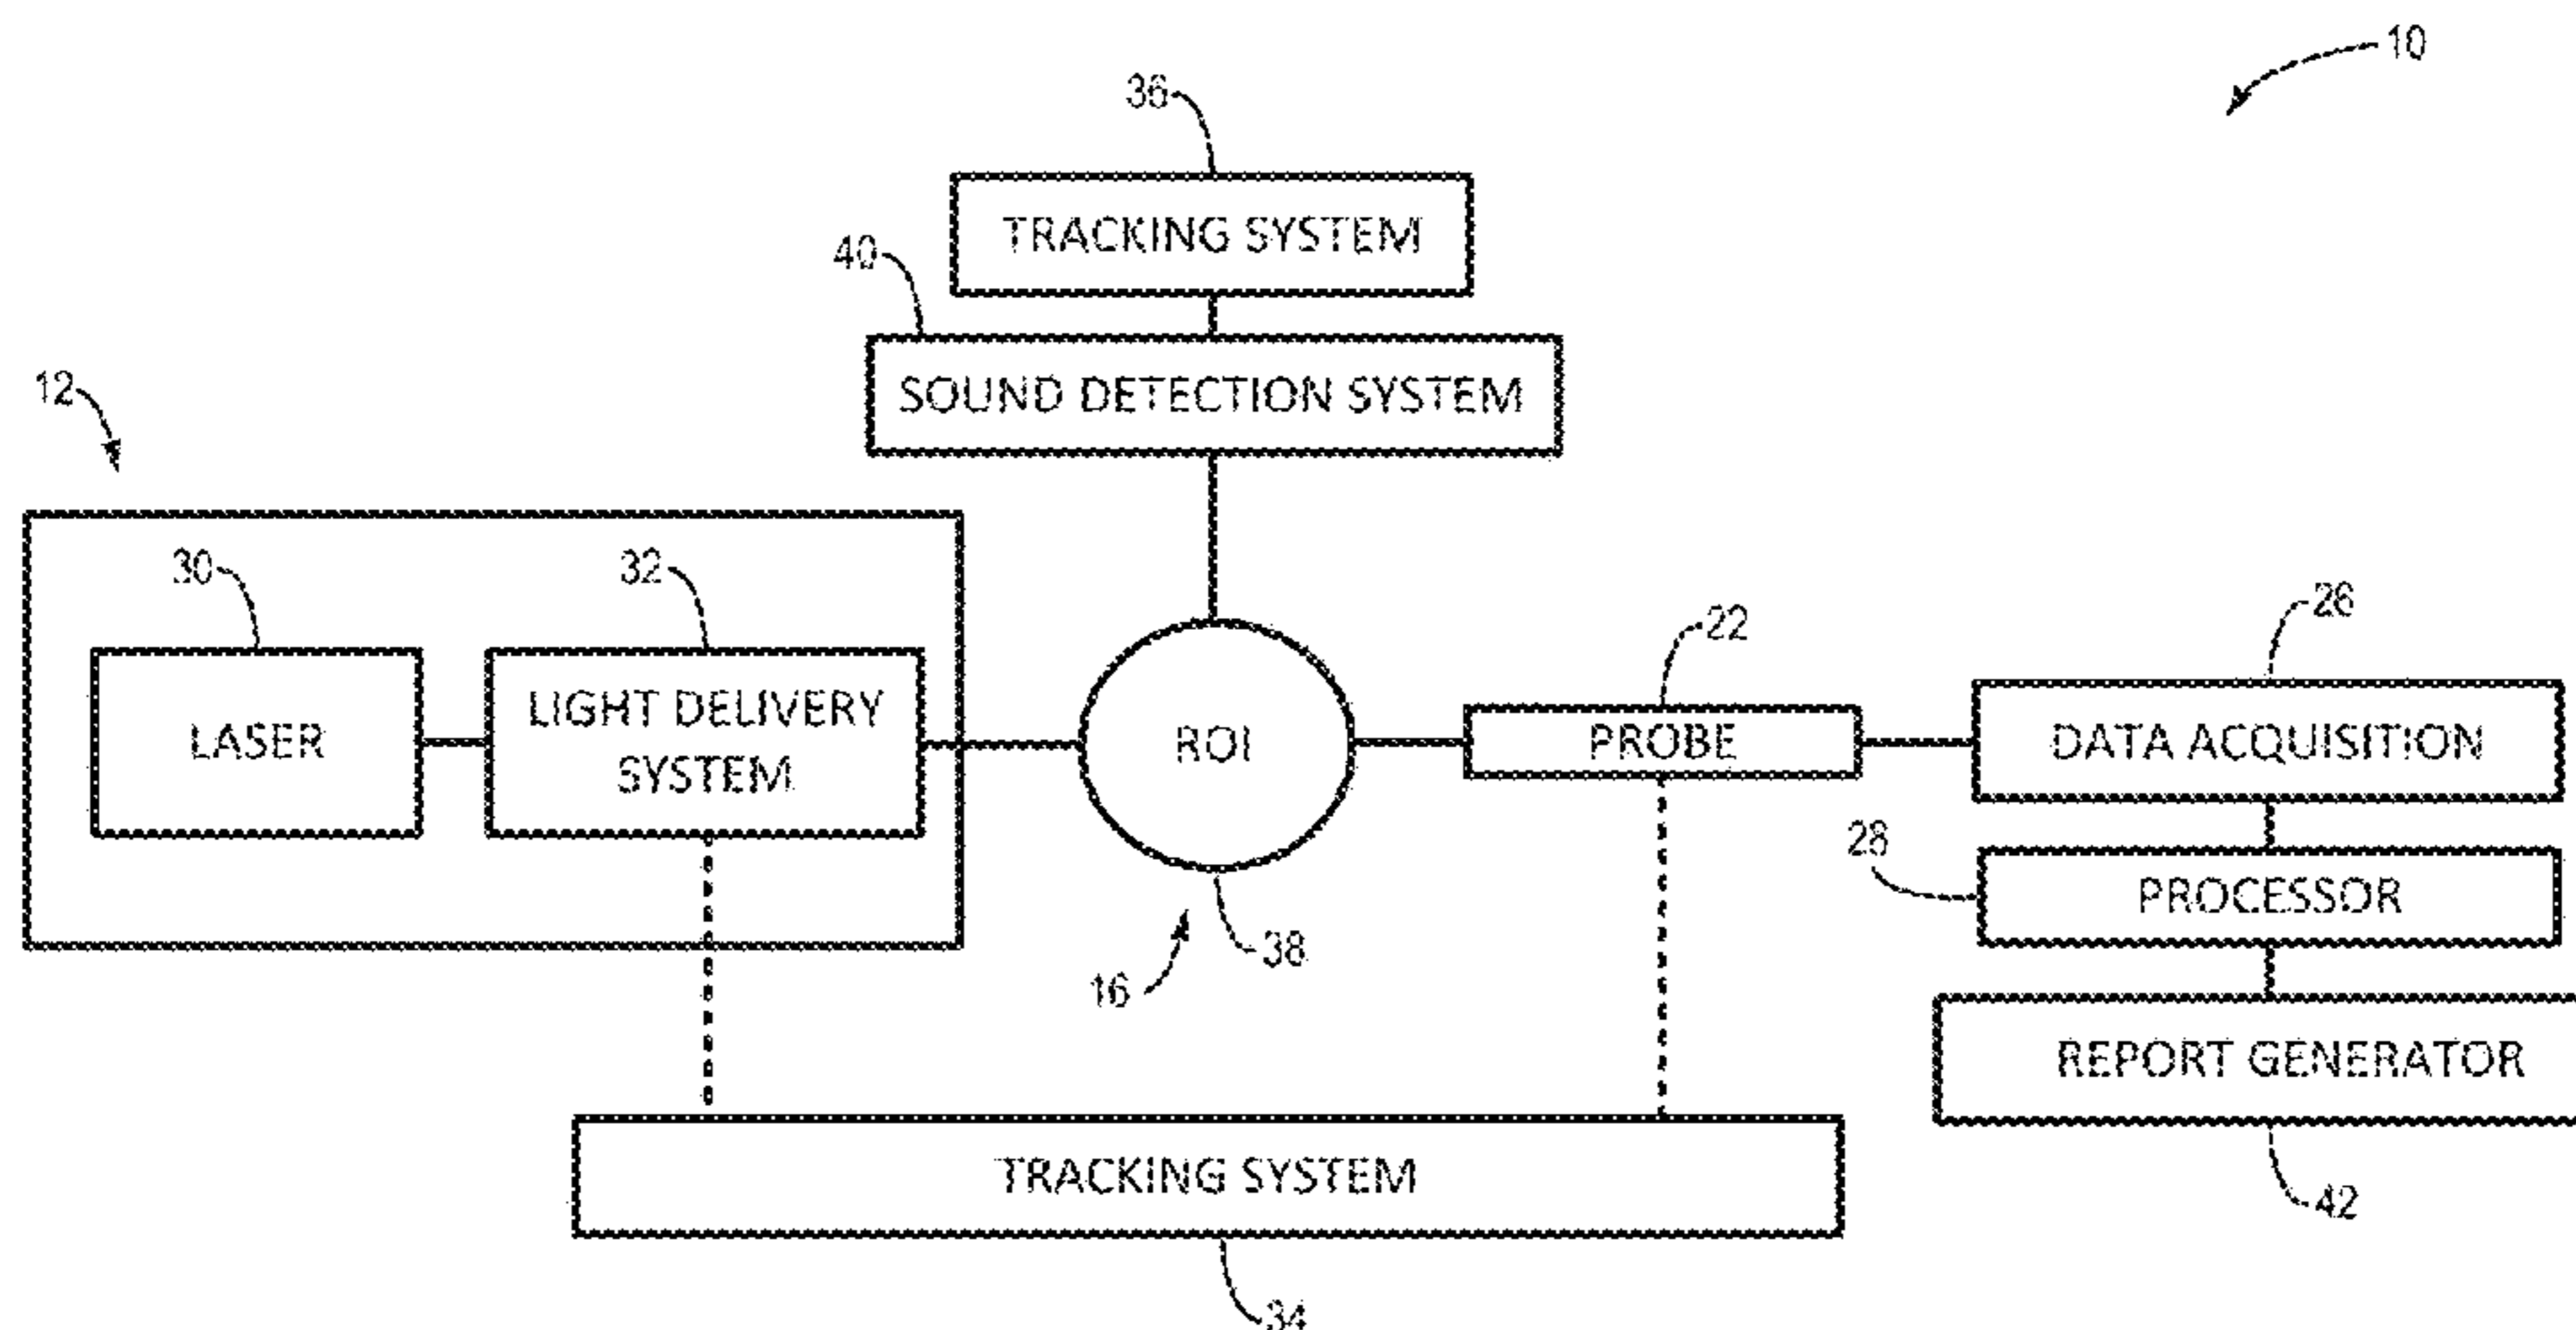 10
36
TRACKING SYSTEM
40
SOUND DETECTION SYSTEM
12
30
32
22
26
LASER
LIGHT DELIVERY
SYSTEM
ROI
PROBE
DATA ACQUISITION
28
PROCESSOR
38
16
REPORT GENERATOR
TRACKING SYSTEM
42
34